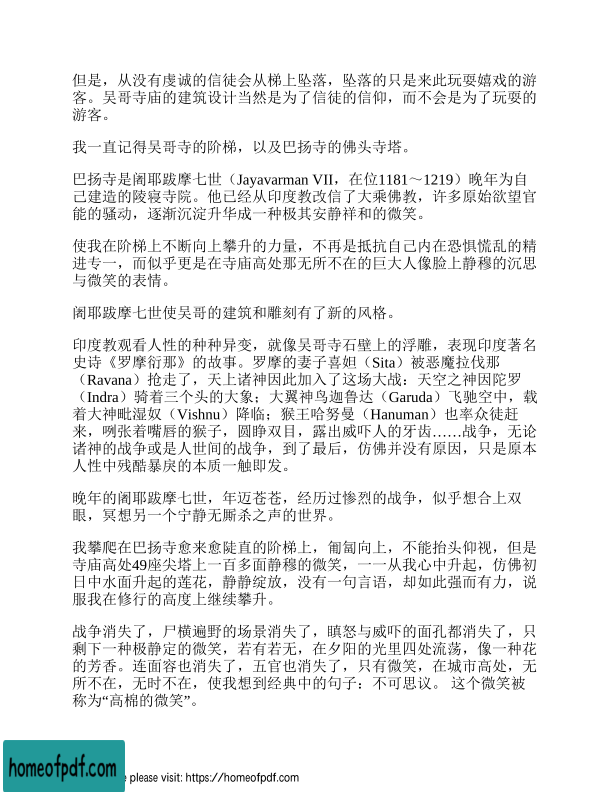 但是，从没有虔诚的信徒会从梯上坠落，坠落的只是来此玩耍嬉戏的游
客。吴哥寺庙的建筑设计当然是为了信徒的信仰，而不会是为了玩耍的
游客。
我一直记得吴哥寺的阶梯，以及巴扬寺的佛头寺塔。
巴扬寺是阇耶跋摩七世（Jayavarman VII，在位1181～1219）晚年为自
己建造的陵寝寺院。他已经从印度教改信了大乘佛教，许多原始欲望官
能的骚动，逐渐沉淀升华成一种极其安静祥和的微笑。
使我在阶梯上不断向上攀升的力量，不再是抵抗自己内在恐惧慌乱的精
进专一，而似乎更是在寺庙高处那无所不在的巨大人像脸上静穆的沉思
与微笑的表情。
阇耶跋摩七世使吴哥的建筑和雕刻有了新的风格。
印度教观看人性的种种异变，就像吴哥寺石壁上的浮雕，表现印度著名
史诗《罗摩衍那》的故事。罗摩的妻子喜妲（Sita）被恶魔拉伐那
（Ravana）抢走了，天上诸神因此加入了这场大战：天空之神因陀罗
（Indra）骑着三个头的大象；大翼神鸟迦鲁达（Garuda）飞驰空中，载
着大神毗湿奴（Vishnu）降临；猴王哈努曼（Hanuman）也率众徒赶
来，咧张着嘴唇的猴子，圆睁双目，露出威吓人的牙齿……战争，无论
诸神的战争或是人世间的战争，到了最后，仿佛并没有原因，只是原本
人性中残酷暴戾的本质一触即发。
晚年的阇耶跋摩七世，年迈苍苍，经历过惨烈的战争，似乎想合上双
眼，冥想另一个宁静无厮杀之声的世界。
我攀爬在巴扬寺愈来愈陡直的阶梯上，匍匐向上，不能抬头仰视，但是
寺庙高处49座尖塔上一百多面静穆的微笑，一一从我心中升起，仿佛初
日中水面升起的莲花，静静绽放，没有一句言语，却如此强而有力，说
服我在修行的高度上继续攀升。
战争消失了，尸横遍野的场景消失了，瞋怒与威吓的面孔都消失了，只
剩下一种极静定的微笑，若有若无，在夕阳的光里四处流荡，像一种花
的芳香。连面容也消失了，五官也消失了，只有微笑，在城市高处，无
所不在，无时不在，使我想到经典中的句子：不可思议。 这个微笑被
称为“高棉的微笑”。
homeofpdf.com
please visit: https://homeofpdf.com